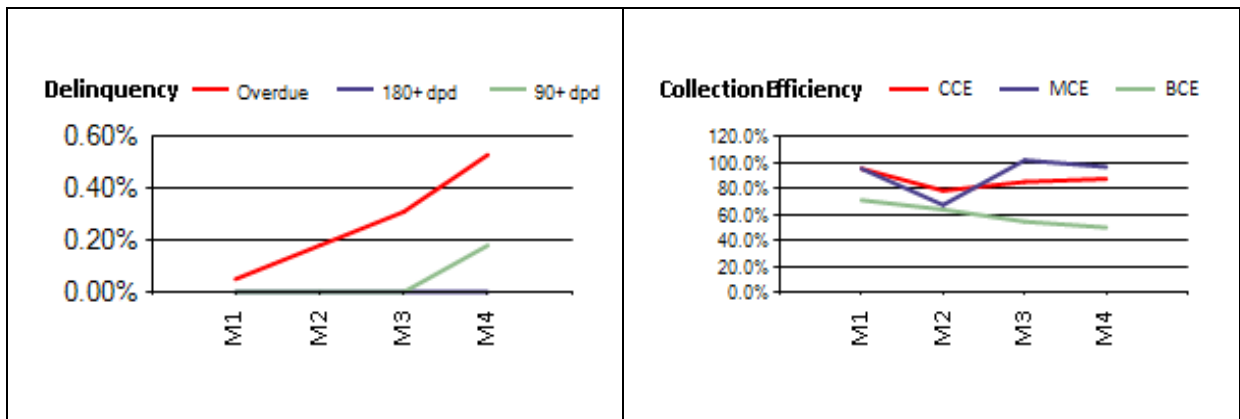 Delinquency Overdue 180+ dpd 90+ dpd
0.60%
0.40%
0.20%
0.00%
M1 M2 M3 M4
Collection Efficiency CCE MCE BCE
120.0%
100.0%
80.0%
60.0%
40.0%
20.0%
0.0%
M1 M2 M3 M4